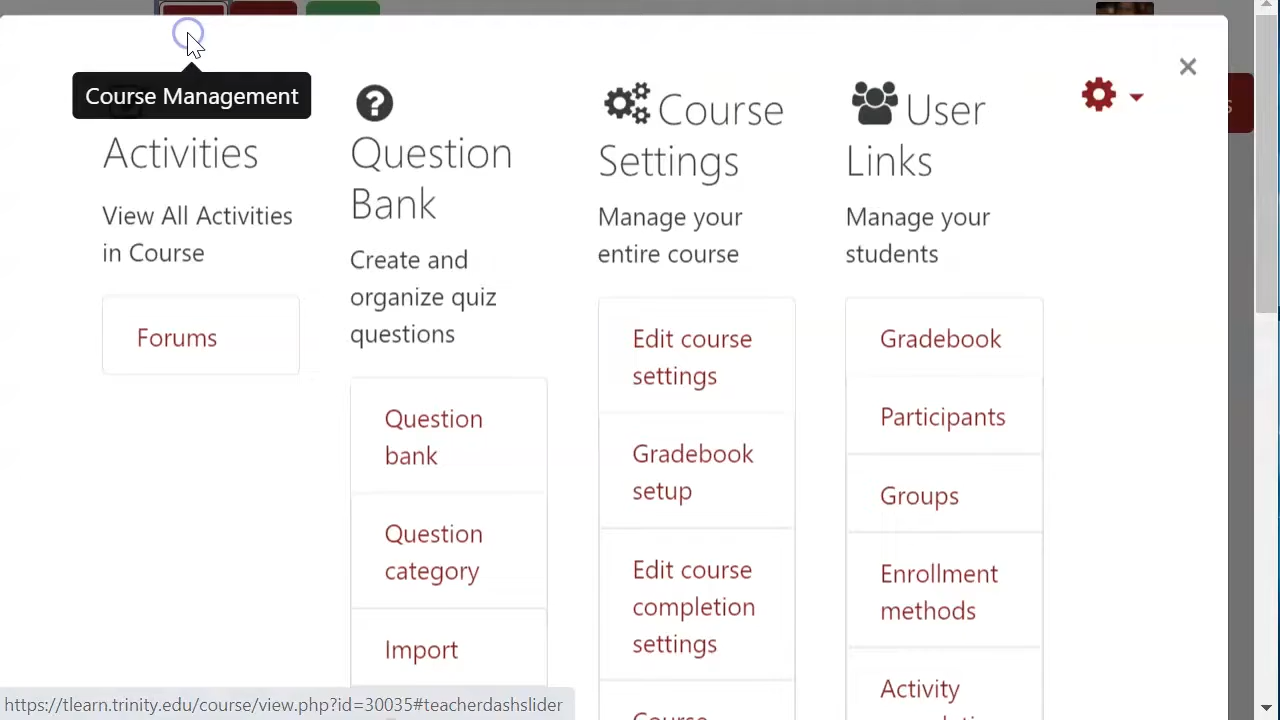 Course Management
Activities
View All Activities
in Course
Forums
Question
Bank
Create and
organize quiz
questions
Question
bank
Question
category
Import
Course
Settings
Manage your
entire course
Edit course
settings
Gradebook
setup
Edit course
completion
settings
Course
User
Links
Manage your
students
Gradebook
Participants
Groups
Enrollment
methods
Activity
https://tlearn.trinity.edu/course/view.php?id=30035#teacherdashslider